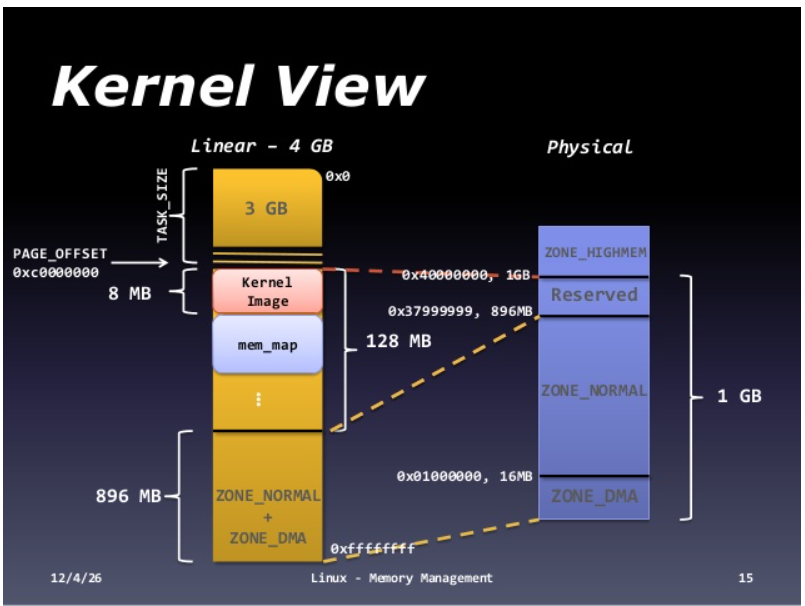 Kernel View
Linear – 4 GB
Physical
0x0
TASK_SIZE
3 GB
PAGE_OFFSET
0xc0000000
ZONE_HIGHMEM
0x40000000, 1GB
8 MB
Kernel
Image
Reserved
0x37999999, 896MB
mem_map
128 MB
⋮
ZONE_NORMAL
1 GB
0x01000000, 16MB
896 MB
ZONE_NORMAL
+
ZONE_DMA
ZONE_DMA
0xffffffff
12/4/26
Linux - Memory Management
15